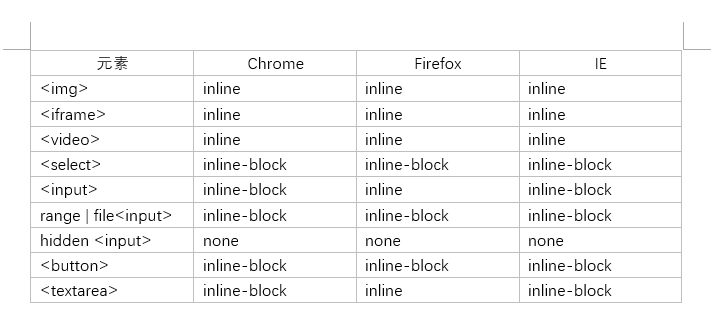 元素 Chrome Firefox IE
<img> inline inline inline
<iframe> inline inline inline
<video> inline inline inline
<select> inline-block inline-block inline-block
<input> inline-block inline inline-block
range | file<input> inline-block inline-block inline-block
hidden <input> none none none
<button> inline-block inline-block inline-block
<textarea> inline-block inline inline-block